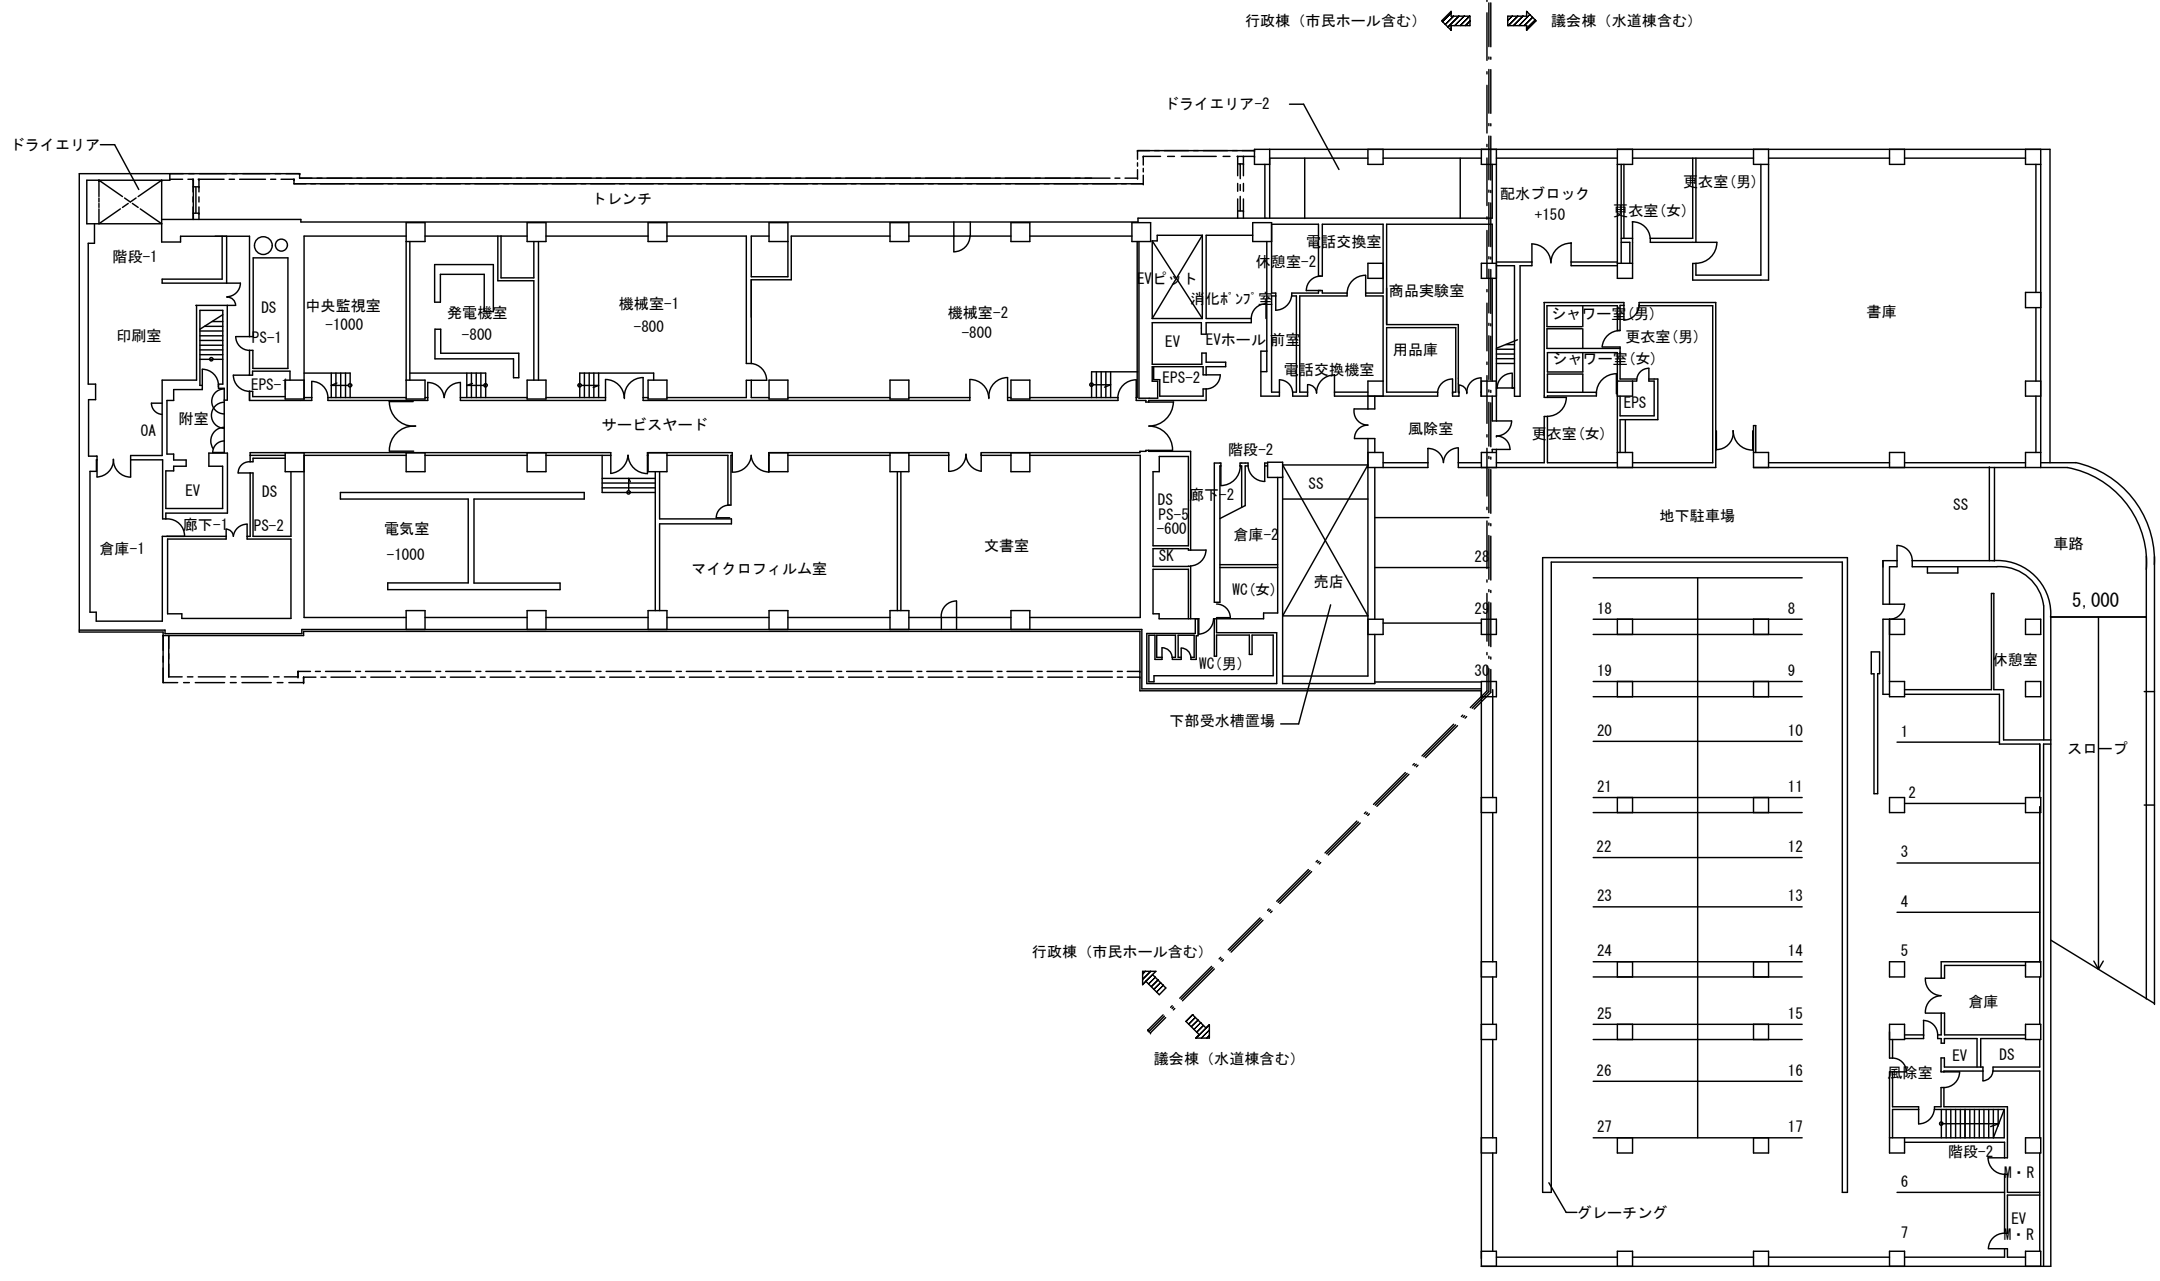 行政棟（市民ホール含む）
議会棟（水道棟含む）
ドライエリア-2
ドライエリア
トレンチ
配水ブロック
+150
更衣室(男)
更衣室(女)
階段-1
DS
PS-1
中央監視室
-1000
発電機室
-800
機械室-1
-800
機械室-2
-800
EVピット
消化ﾎﾟﾝﾌﾟ室
休憩室-2
電話交換室
商品実験室
シャワー室(男)
更衣室(男)
シャワー室(女)
書庫
印刷室
EV
EVホール
前室
用品庫
電話交換機室
EPS-1
EPS-2
EPS
附室
OA
サービスヤード
風除室
更衣室(女)
階段-2
EV
DS
廊下-1
PS-2
倉庫-1
電気室
-1000
マイクロフィルム室
文書室
DS
PS-5
-600
SK
廊下-2
倉庫-2
WC(女)
WC(男)
SS
売店
下部受水槽置場
28
29
30
地下駐車場
SS
車路
5,000
休憩室
スロープ
18
8
19
9
20
10
21
11
22
12
23
13
24
14
25
15
26
16
27
17
1
2
3
4
5
倉庫
EV
DS
風除室
階段-2
M・R
6
EV
M・R
7
グレーチング
行政棟（市民ホール含む）
議会棟（水道棟含む）